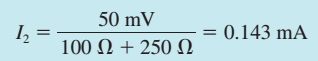 I₂ = 50 mV / 100 Ω + 250 Ω = 0.143 mA